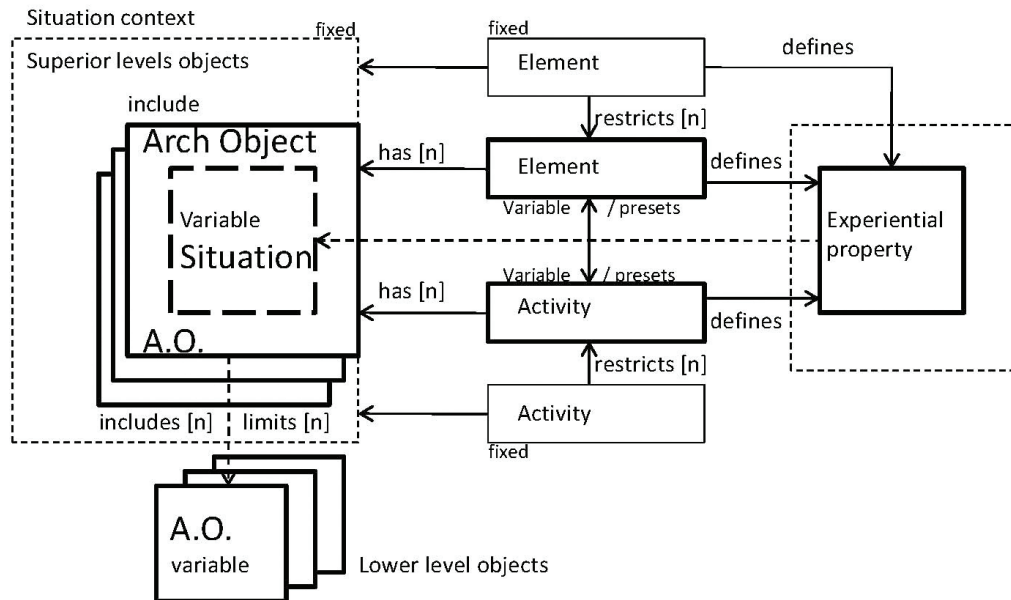 Situation context
fixed
Superior levels objects
include
Arch Object
Variable
Situation
A.O.
includes [n]
limits [n]
A.O.
variable
Lower level objects
fixed
Element
defines
restricts [n]
has [n]
Element
defines
Variable / presets
Experiential
property
Variable / presets
has [n]
Activity
defines
restricts [n]
Activity
fixed